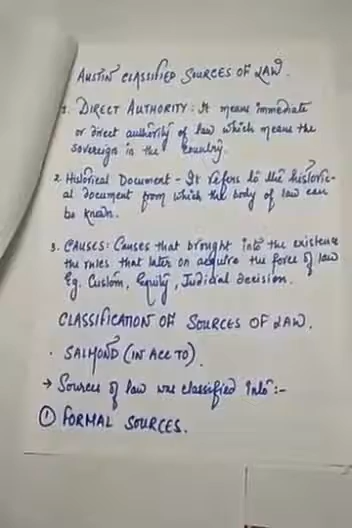 AUSTIN CLASSIFIED SOURCES OF LAW.
1. DIRECT AUTHORITY: It means immediate
or direct authority of law which means the
sovereign in the country.
2. Historical Document - It refers to the historic-
al document from which the body of law can
be known.
3. CAUSES: Causes that brought into the existence
the rules that later on acquire the force of law
Eg. Custom, Equity, Judicial decision.
CLASSIFICATION OF SOURCES OF LAW.
• SALMOND (IN ACC TO).
→ Sources of law was classified into:-
① FORMAL SOURCES.